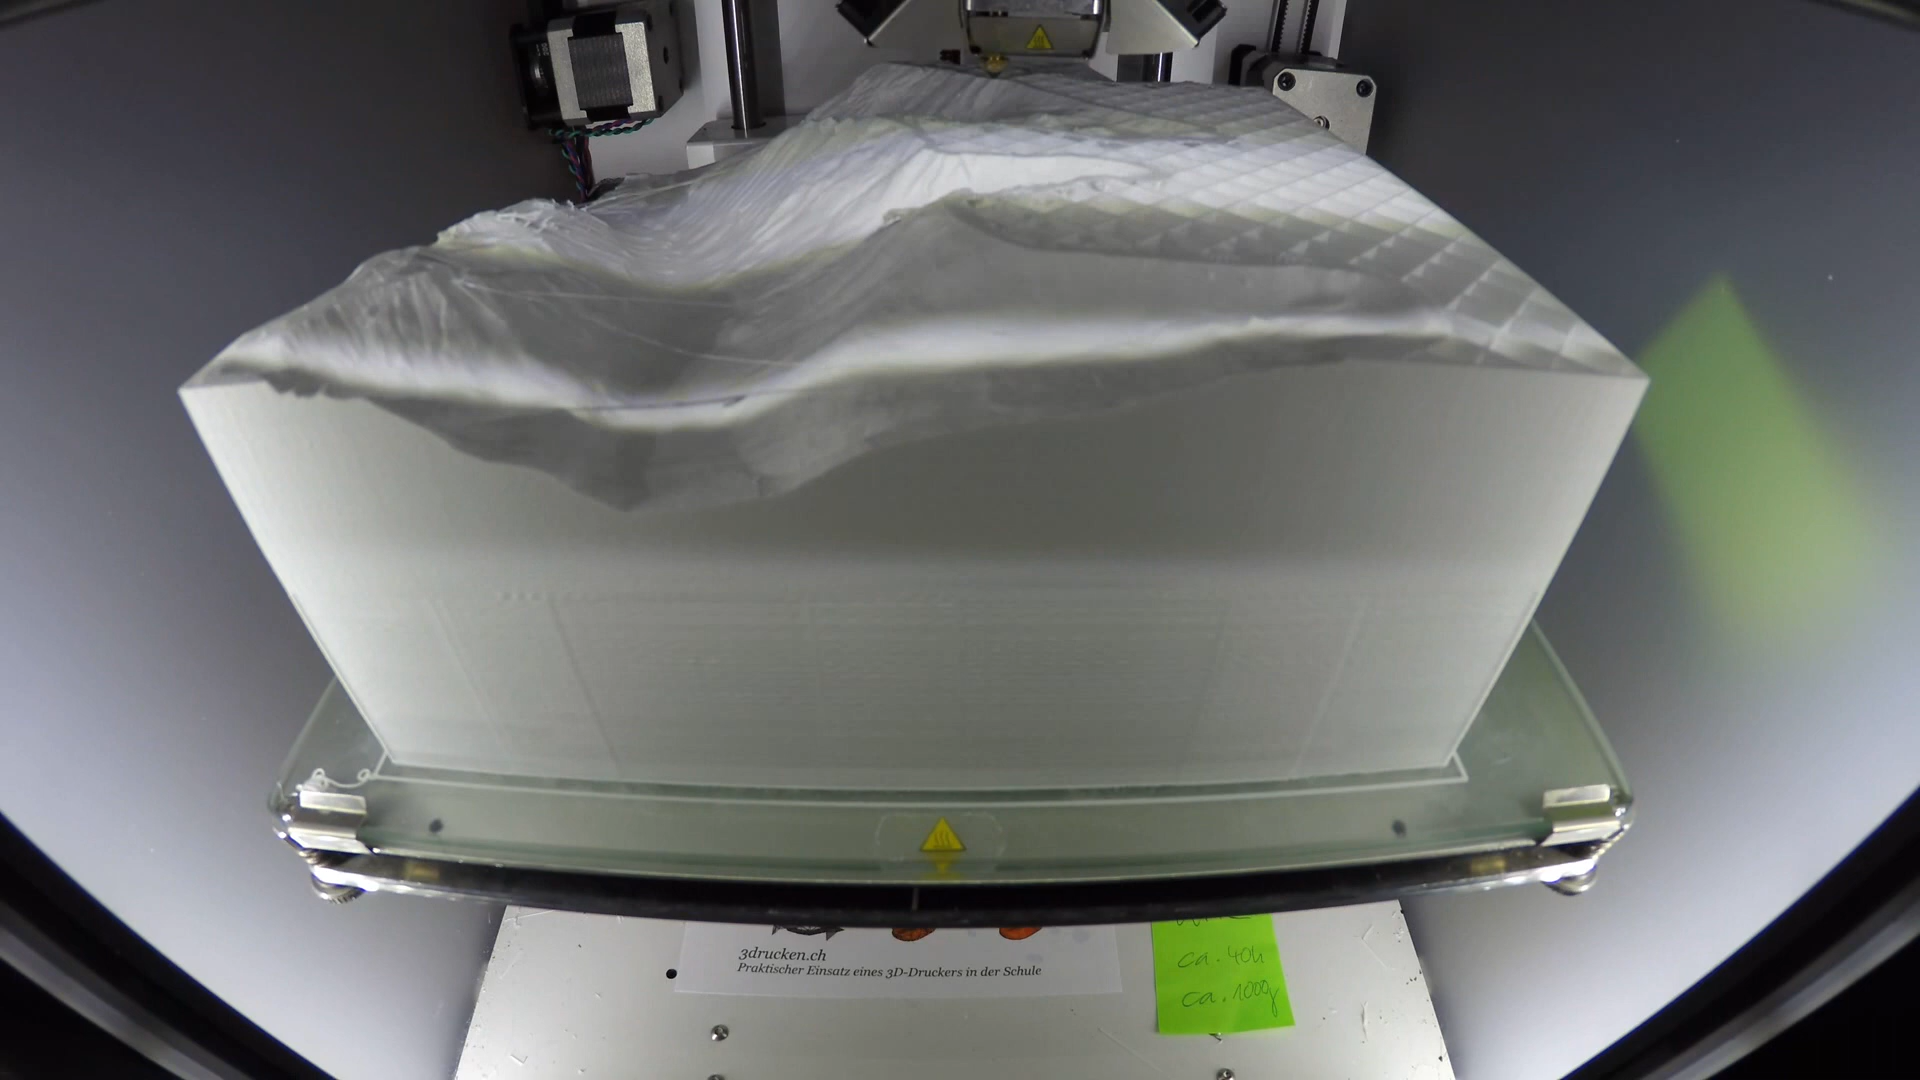 3drucken.ch
Praktischer Einsatz eines 3D-Druckers in der Schule
ca. 40h
ca. 1000g